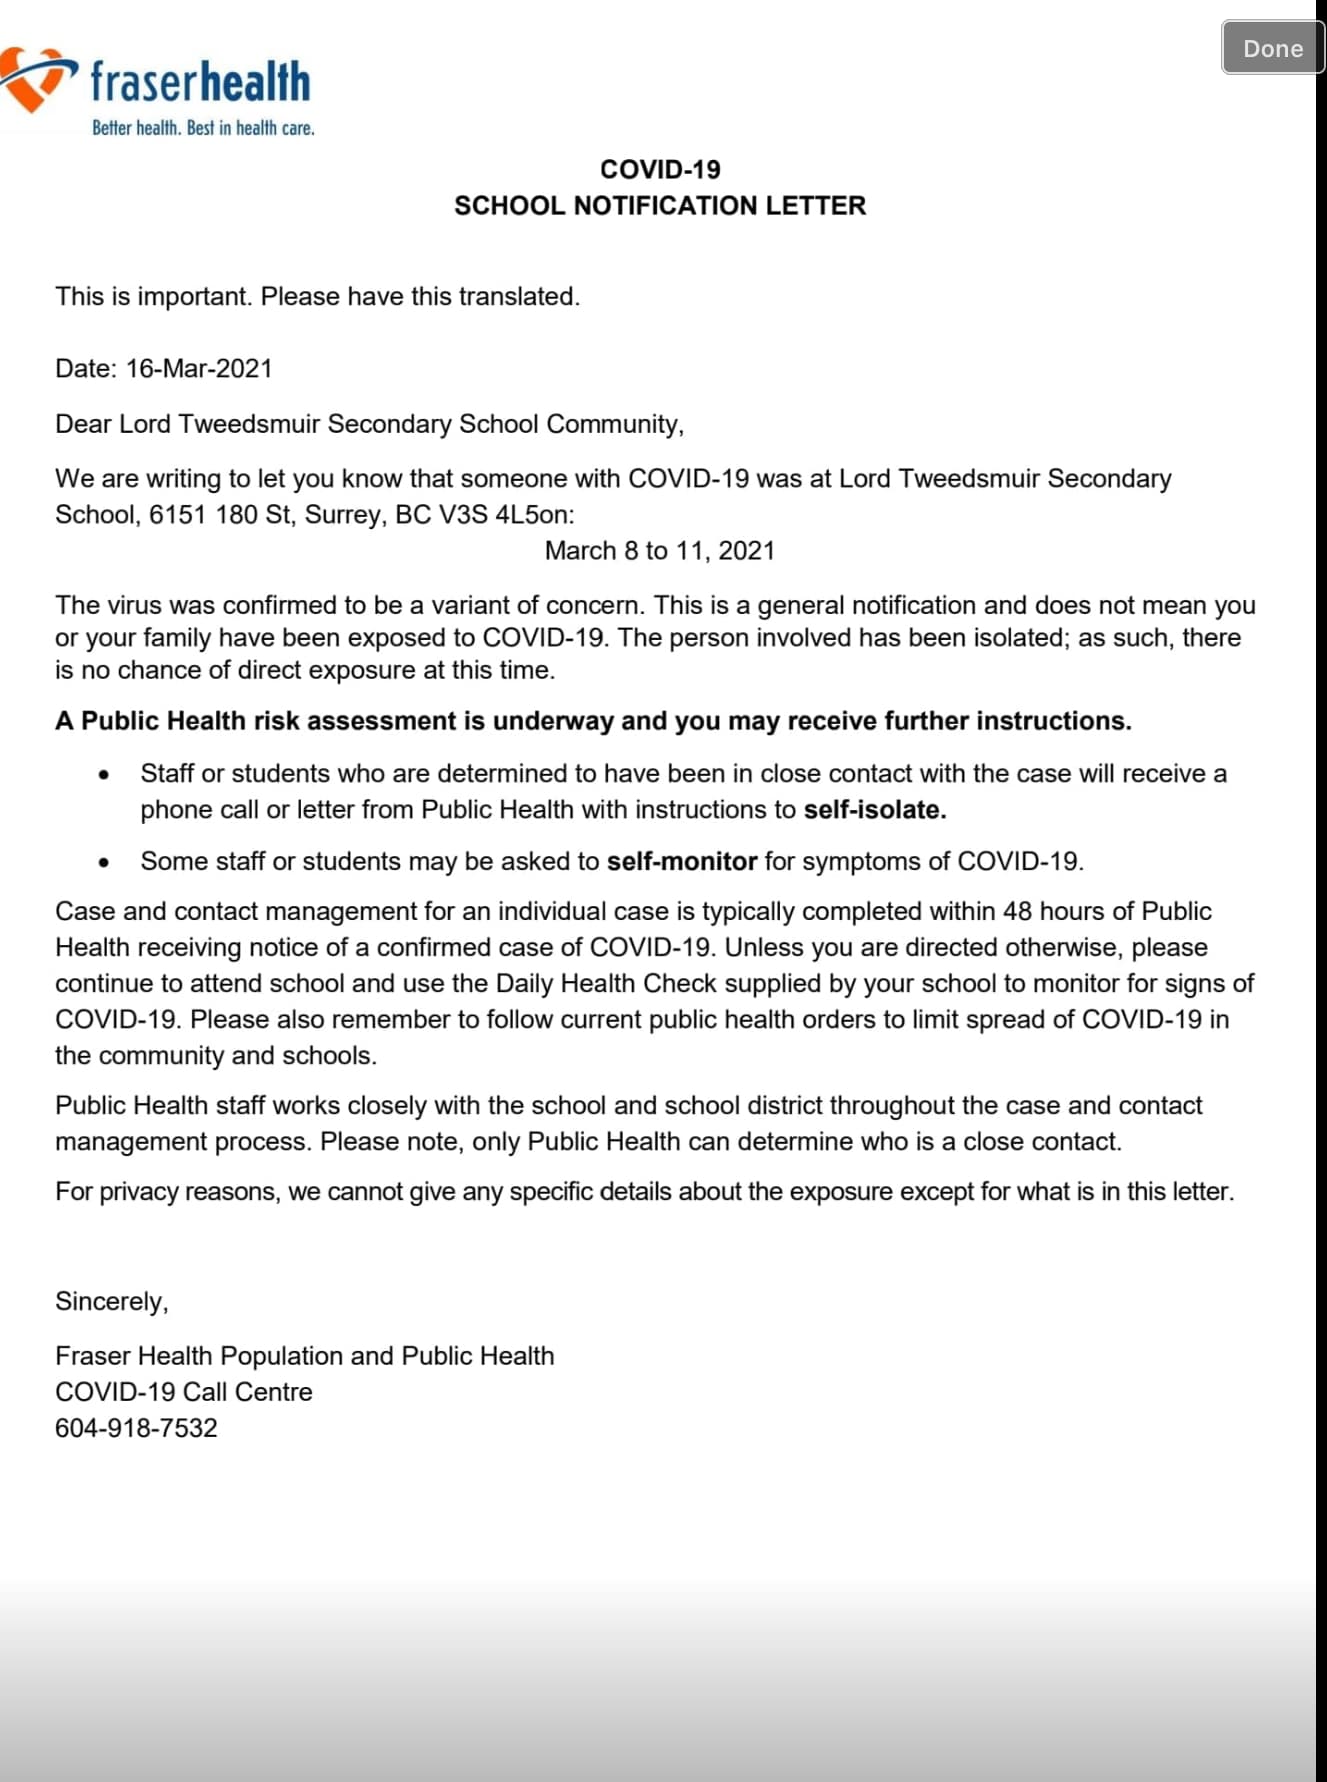 Done
fraserhealth
Better health. Best in health care.
COVID-19
SCHOOL NOTIFICATION LETTER
This is important. Please have this translated.
Date: 16-Mar-2021
Dear Lord Tweedsmuir Secondary School Community,
We are writing to let you know that someone with COVID-19 was at Lord Tweedsmuir Secondary
School, 6151 180 St, Surrey, BC V3S 4L5on:
March 8 to 11, 2021
The virus was confirmed to be a variant of concern. This is a general notification and does not mean you
or your family have been exposed to COVID-19. The person involved has been isolated; as such, there
is no chance of direct exposure at this time.
A Public Health risk assessment is underway and you may receive further instructions.
• Staff or students who are determined to have been in close contact with the case will receive a
phone call or letter from Public Health with instructions to self-isolate.
• Some staff or students may be asked to self-monitor for symptoms of COVID-19.
Case and contact management for an individual case is typically completed within 48 hours of Public
Health receiving notice of a confirmed case of COVID-19. Unless you are directed otherwise, please
continue to attend school and use the Daily Health Check supplied by your school to monitor for signs of
COVID-19. Please also remember to follow current public health orders to limit spread of COVID-19 in
the community and schools.
Public Health staff works closely with the school and school district throughout the case and contact
management process. Please note, only Public Health can determine who is a close contact.
For privacy reasons, we cannot give any specific details about the exposure except for what is in this letter.
Sincerely,
Fraser Health Population and Public Health
COVID-19 Call Centre
604-918-7532